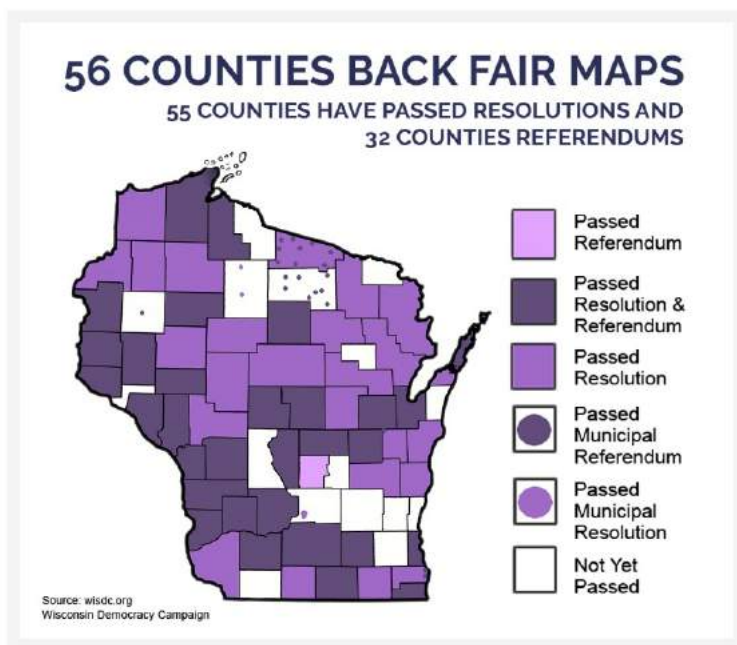 56 COUNTIES BACK FAIR MAPS
55 COUNTIES HAVE PASSED RESOLUTIONS AND
32 COUNTIES REFERENDUMS
Passed
Referendum
Passed
Resolution &
Referendum
Passed
Resolution
Passed
Municipal
Referendum
Passed
Municipal
Resolution
Not Yet
Passed
Source: wisdc.org
Wisconsin Democracy Campaign